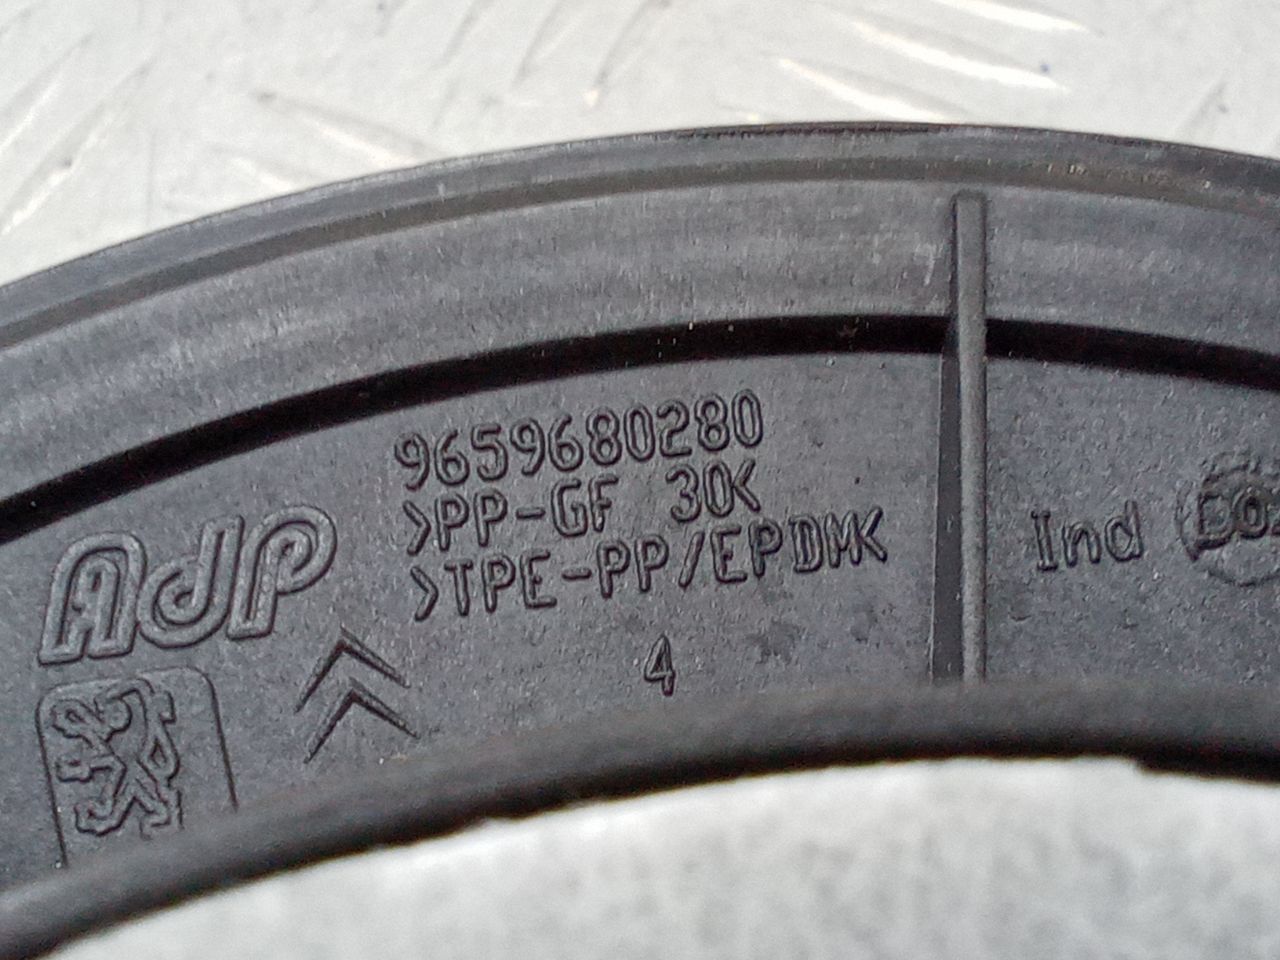 9659680280
>PP-GF 30<
>TPE-PP/EPDM<
AdP
4
Ind